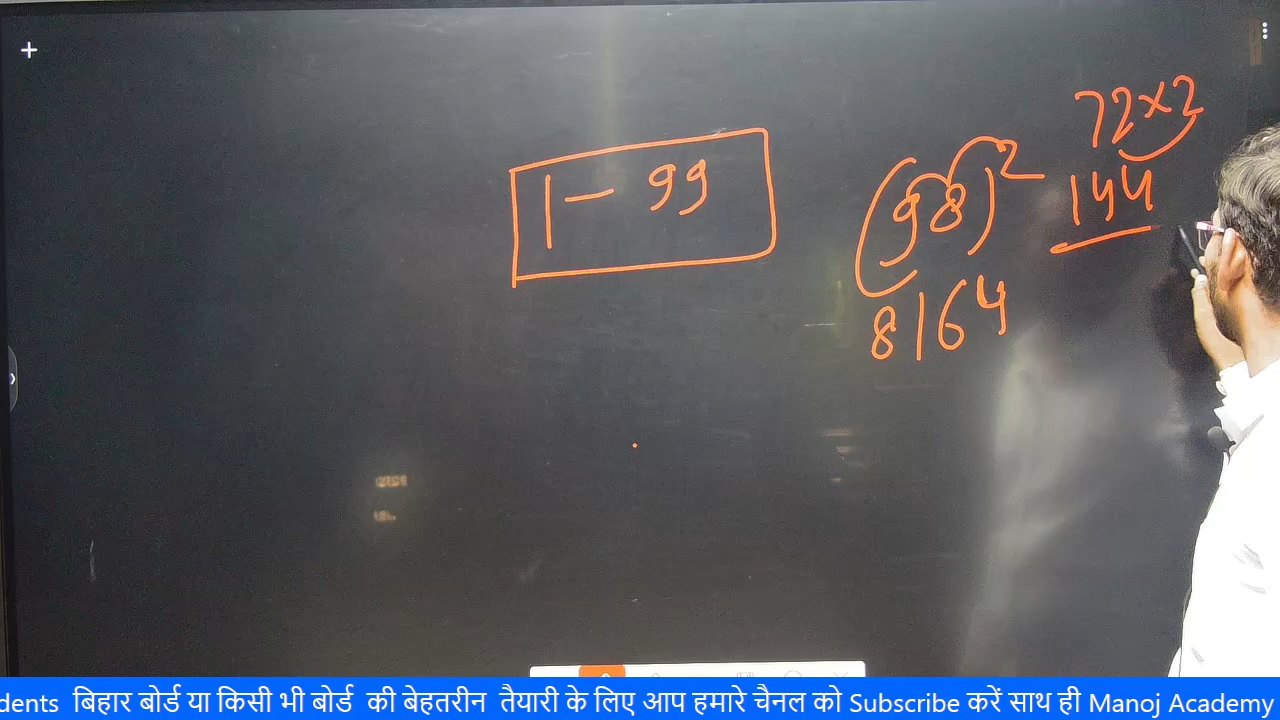 1 - 99
(98)²
8164
72×2
144
dents बिहार बोर्ड या किसी भी बोर्ड की बेहतरीन तैयारी के लिए आप हमारे चैनल को Subscribe करें साथ ही Manoj Academy